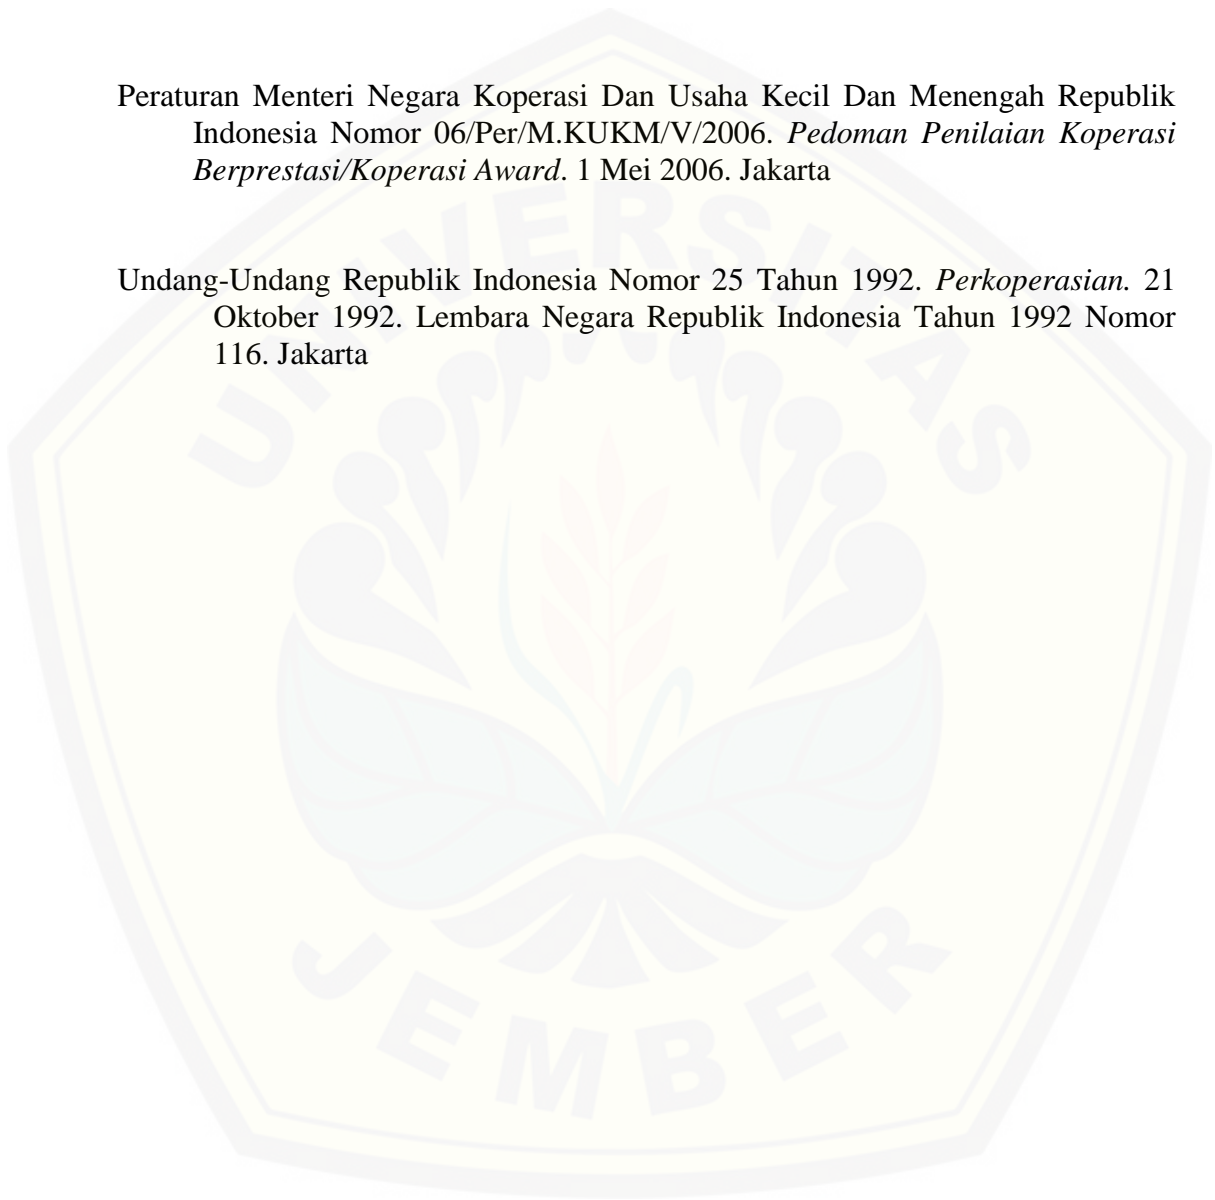 Peraturan Menteri Negara Koperasi Dan Usaha Kecil Dan Menengah Republik
Indonesia Nomor 06/Per/M.KUKM/V/2006. Pedoman Penilaian Koperasi
Berprestasi/Koperasi Award. 1 Mei 2006. Jakarta
Undang-Undang Republik Indonesia Nomor 25 Tahun 1992. Perkoperasian. 21
Oktober 1992. Lembara Negara Republik Indonesia Tahun 1992 Nomor
116. Jakarta
UNIVERSITAS
JEMBER